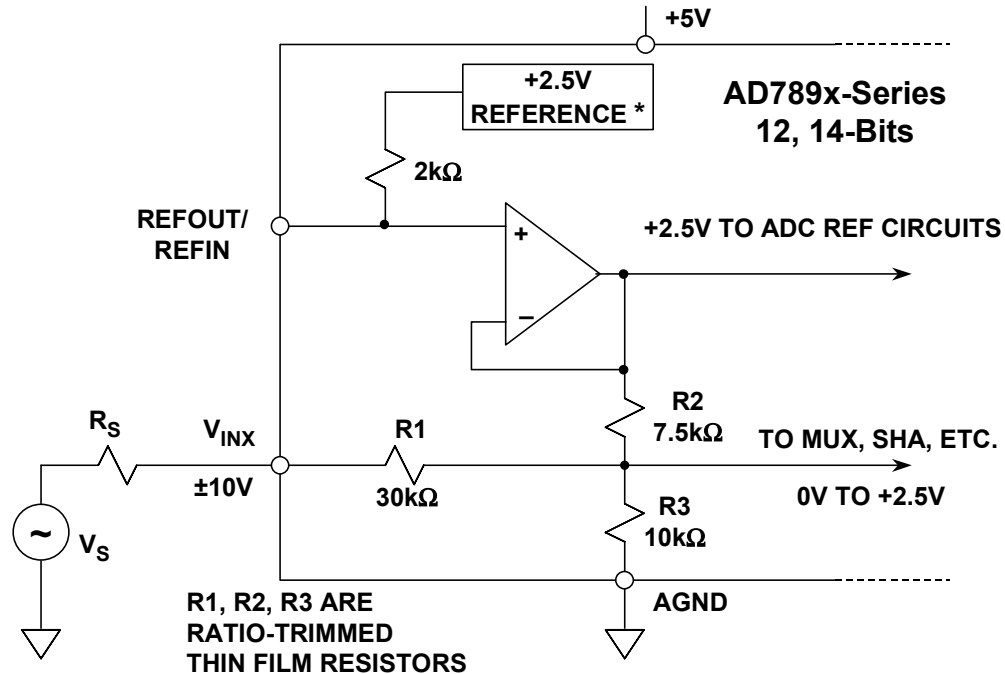 +5V
+2.5V
REFERENCE *
AD789x-Series
12, 14-Bits
2kΩ
REFOUT/
REFIN
+
+2.5V TO ADC REF CIRCUITS
−
R2
7.5kΩ
RS
VINX
R1
TO MUX, SHA, ETC.
±10V
30kΩ
0V TO +2.5V
R3
10kΩ
~
VS
R1, R2, R3 ARE
RATIO-TRIMMED
THIN FILM RESISTORS
AGND